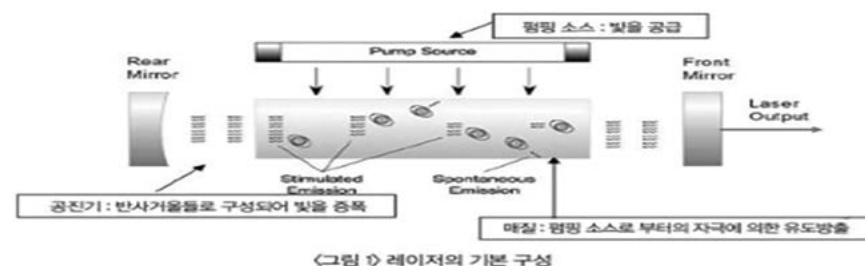 펌핑 소스 : 빛을 공급
Pump Source
Rear
Mirror
Front
Mirror
Laser
Output
Stimulated
Emission
Spontaneous
Emission
공진기 : 반사거울들로 구성되어 빛을 증폭
매질 : 펌핑 소스로 부터의 자극에 의한 유도방출
〈그림 1〉 레이저의 기본 구성